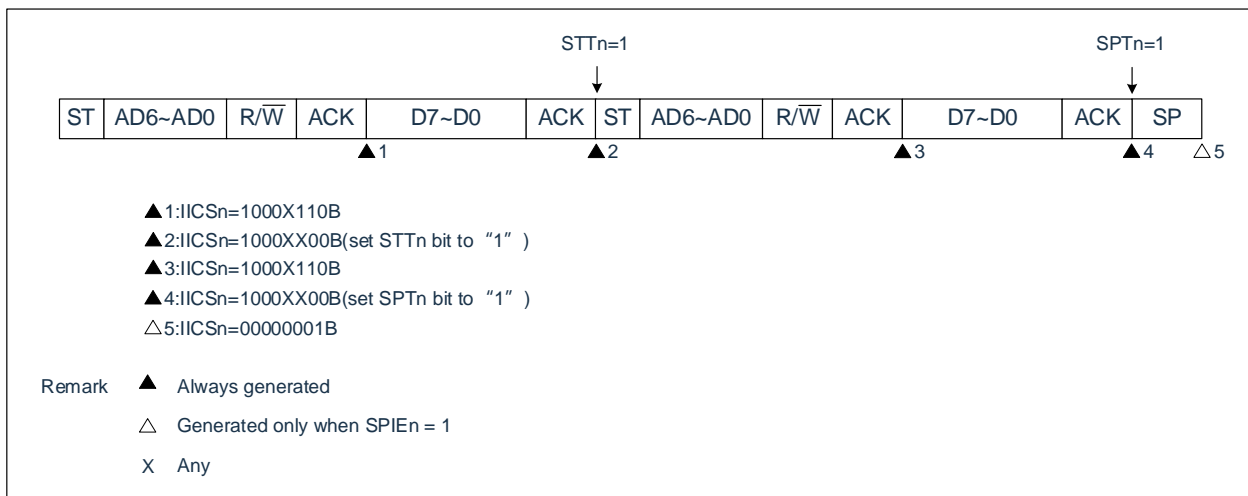 STTn=1 SPTn=1
ST AD6~AD0 R/W ACK D7~D0 ACK ST AD6~AD0 R/W ACK D7~D0 ACK SP
▲1 ▲2 ▲3 ▲4 △5
▲1:IICSn=1000X110B
▲2:IICSn=1000XX00B(set STTn bit to “1” )
▲3:IICSn=1000X110B
▲4:IICSn=1000XX00B(set SPTn bit to “1” )
△5:IICSn=00000001B
Remark ▲ Always generated
△ Generated only when SPIEn = 1
X Any